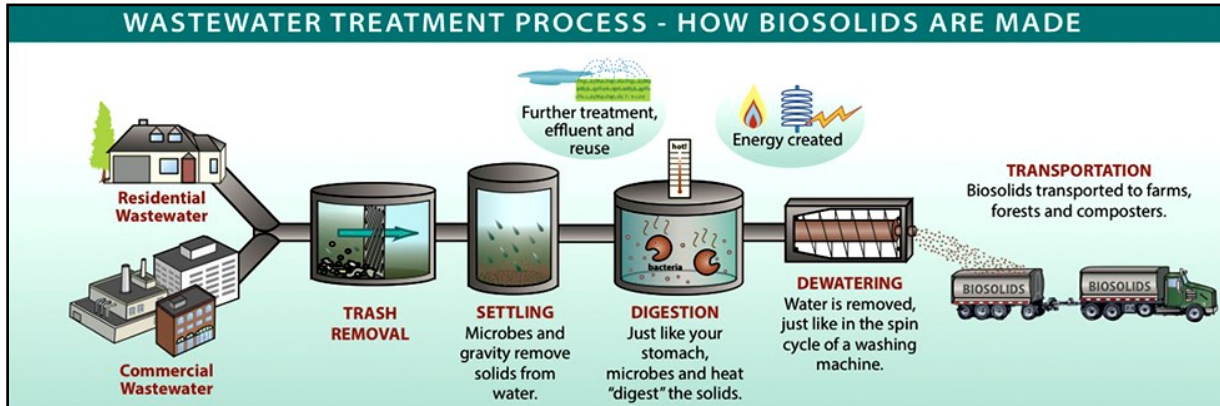 WASTEWATER TREATMENT PROCESS - HOW BIOSOLIDS ARE MADE
Further treatment,
effluent and
reuse
hot!
Energy created
Residential
Wastewater
Commercial
Wastewater
TRASH
REMOVAL
SETTLING
Microbes and
gravity remove
solids from
water.
bacteria
DIGESTION
Just like your
stomach,
microbes and heat
“digest” the solids.
DEWATERING
Water is removed,
just like in the spin
cycle of a washing
machine.
TRANSPORTATION
Biosolids transported to farms,
forests and composters.
BIOSOLIDS
BIOSOLIDS